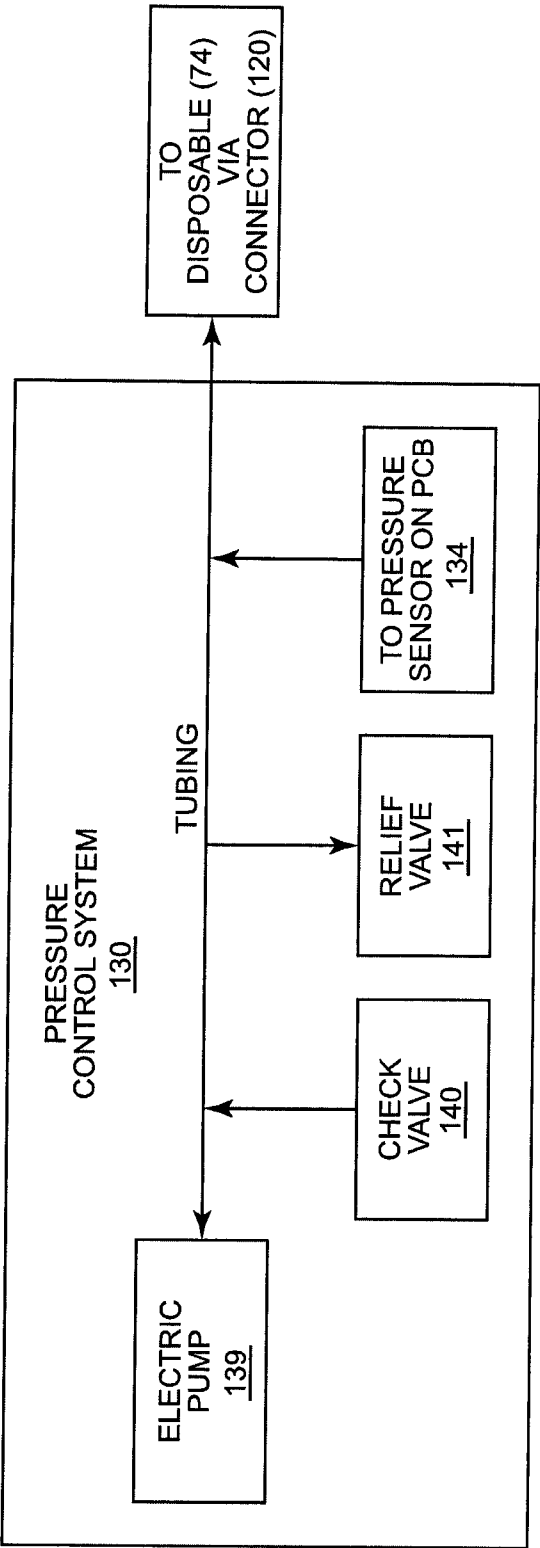 PRESSURE
CONTROL SYSTEM
130
ELECTRIC
PUMP
139
TUBING
CHECK
VALVE
140
RELIEF
VALVE
141
TO PRESSURE
SENSOR ON PCB
134
TO
DISPOSABLE (74)
VIA
CONNECTOR (120)